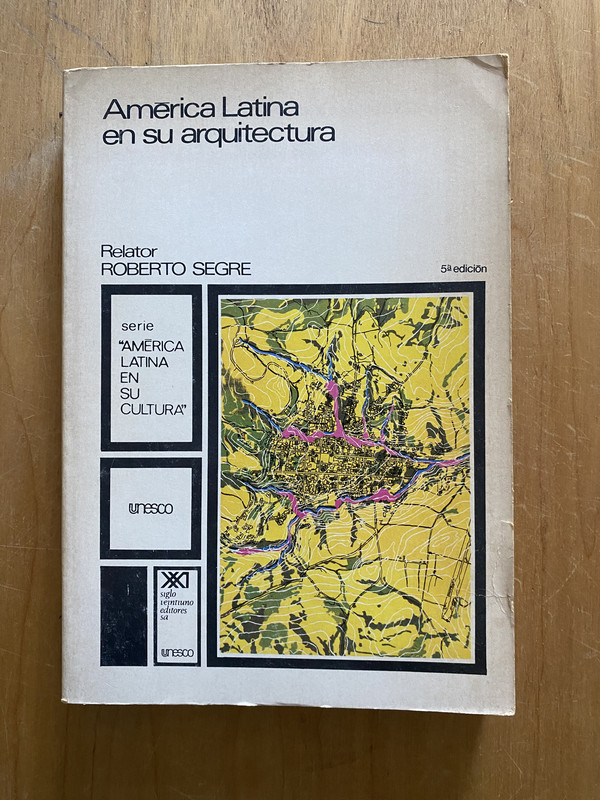 América Latina
en su arquitectura
Relator
ROBERTO SEGRE
5ª edición
serie
"AMÉRICA
LATINA
EN
SU
CULTURA"
unesco
XXI
siglo
veintiuno
editores
sa
unesco